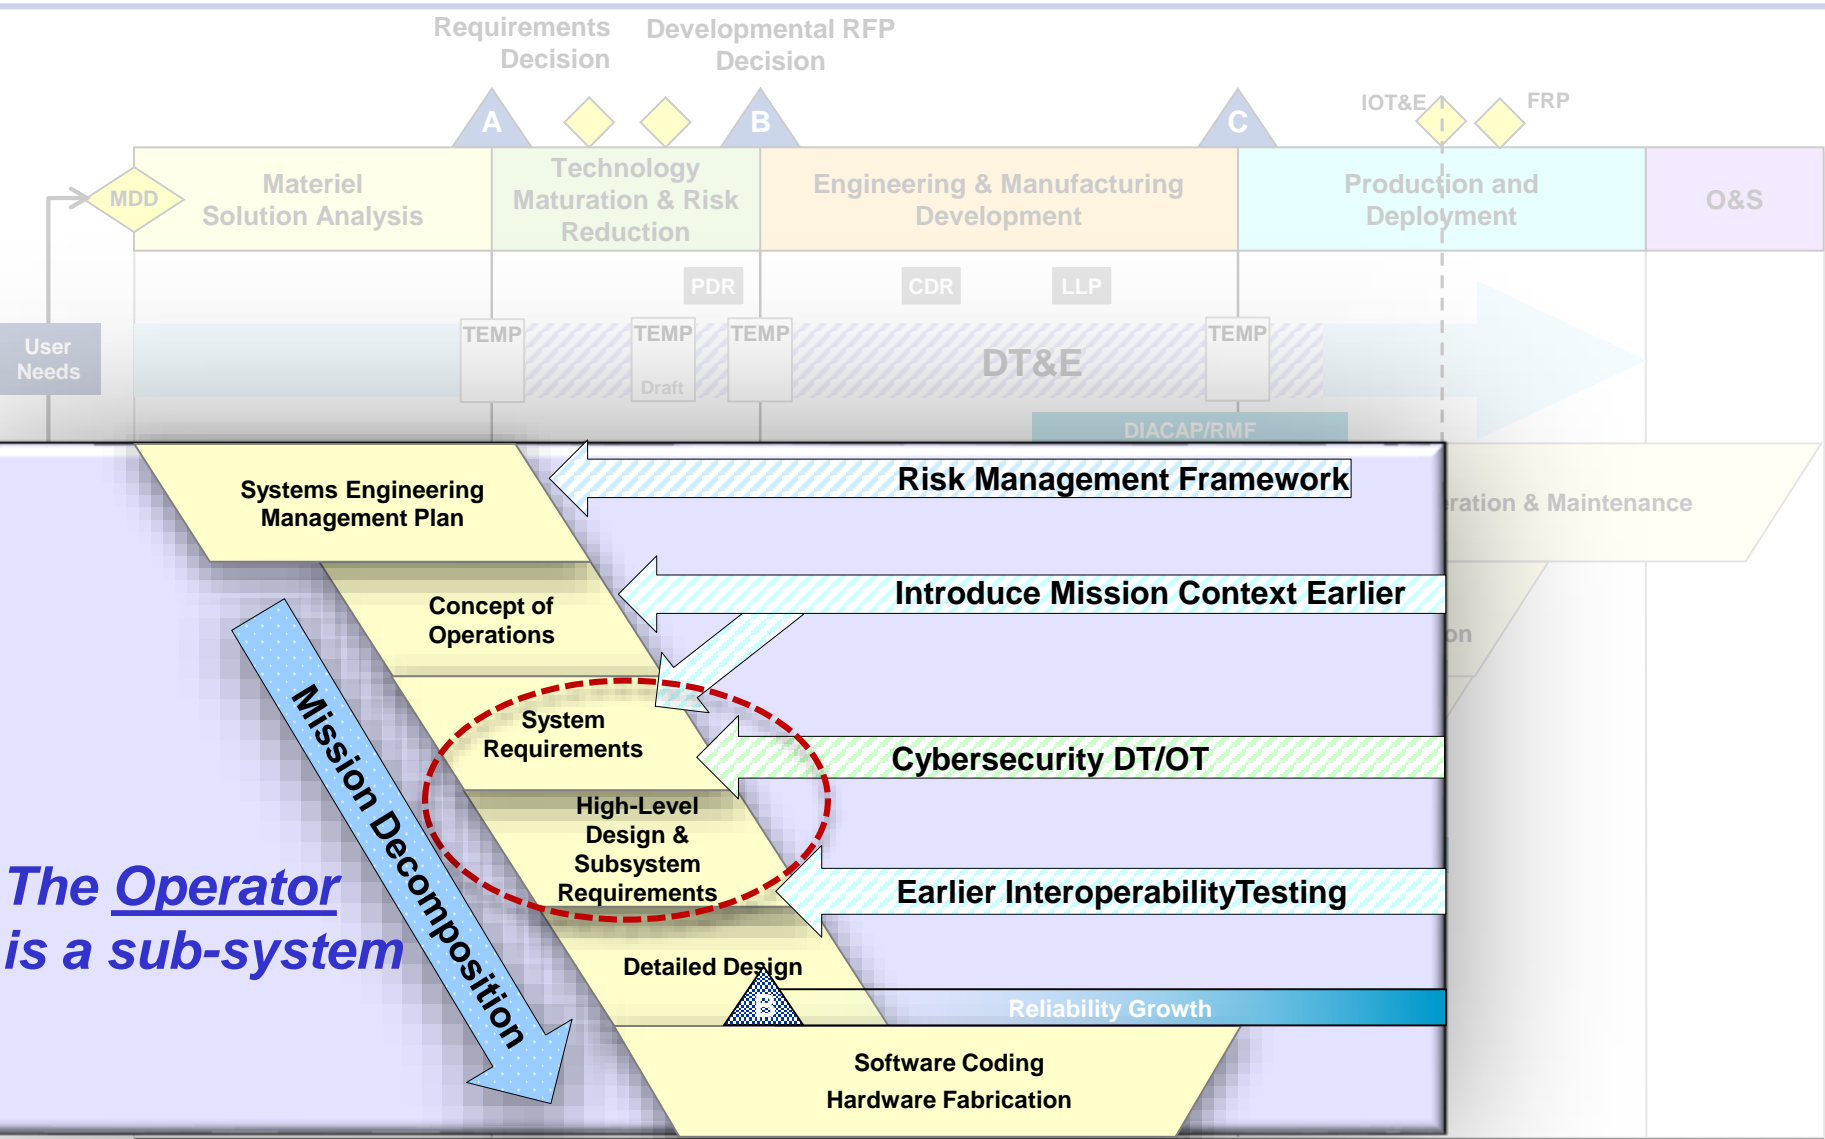 Requirements
Decision
Developmental RFP
Decision
A
B
C
IOT&E
FRP
MDD
Materiel
Solution Analysis
Technology
Maturation & Risk
Reduction
Engineering & Manufacturing
Development
Production and
Deployment
O&S
PDR
CDR
LLP
User
Needs
TEMP
TEMP
Draft
TEMP
DT&E
TEMP
DIACAP/RMF
Systems Engineering
Management Plan
Risk Management Framework
eration & Maintenance
Concept of
Operations
Introduce Mission Context Earlier
on
System
Requirements
Cybersecurity DT/OT
High-Level
Design &
Subsystem
Requirements
Earlier InteroperabilityTesting
Mission Decomposition
The Operator
is a sub-system
Detailed Design
B
Reliability Growth
Software Coding
Hardware Fabrication